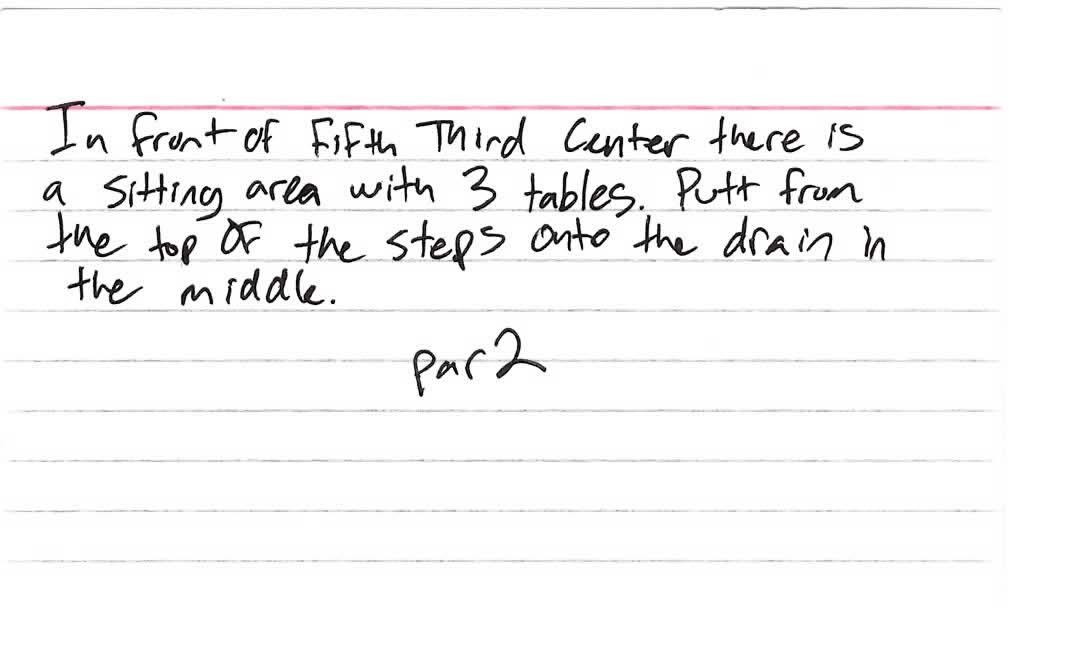 In front of Fifth Third Center there is
a sitting area with 3 tables. Putt from
the top of the steps onto the drain in
the middle.
par 2